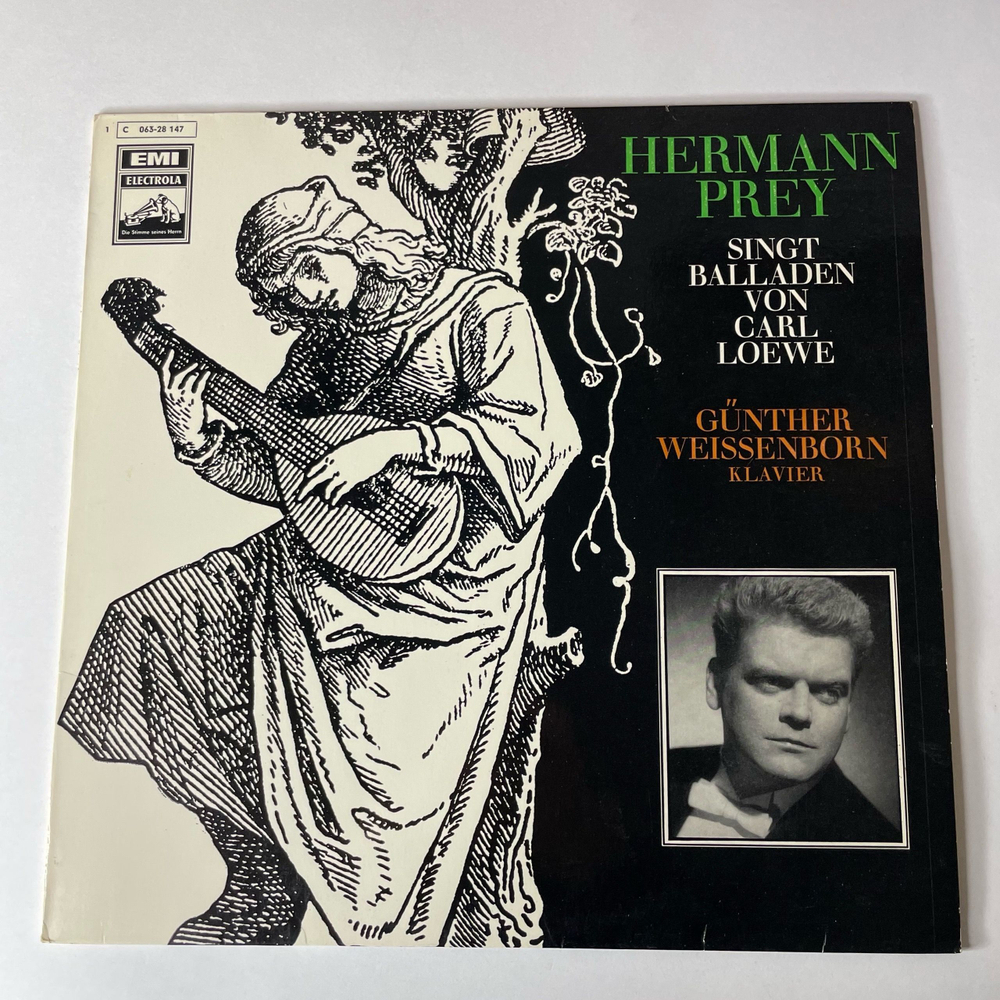 1 C 063-28 147
EMI
ELECTROLA
Die Stimme seines Herrn
HERMANN
PREY
SINGT
BALLADEN
VON
CARL
LOEWE
GÜNTHER
WEISSENBORN
KLAVIER